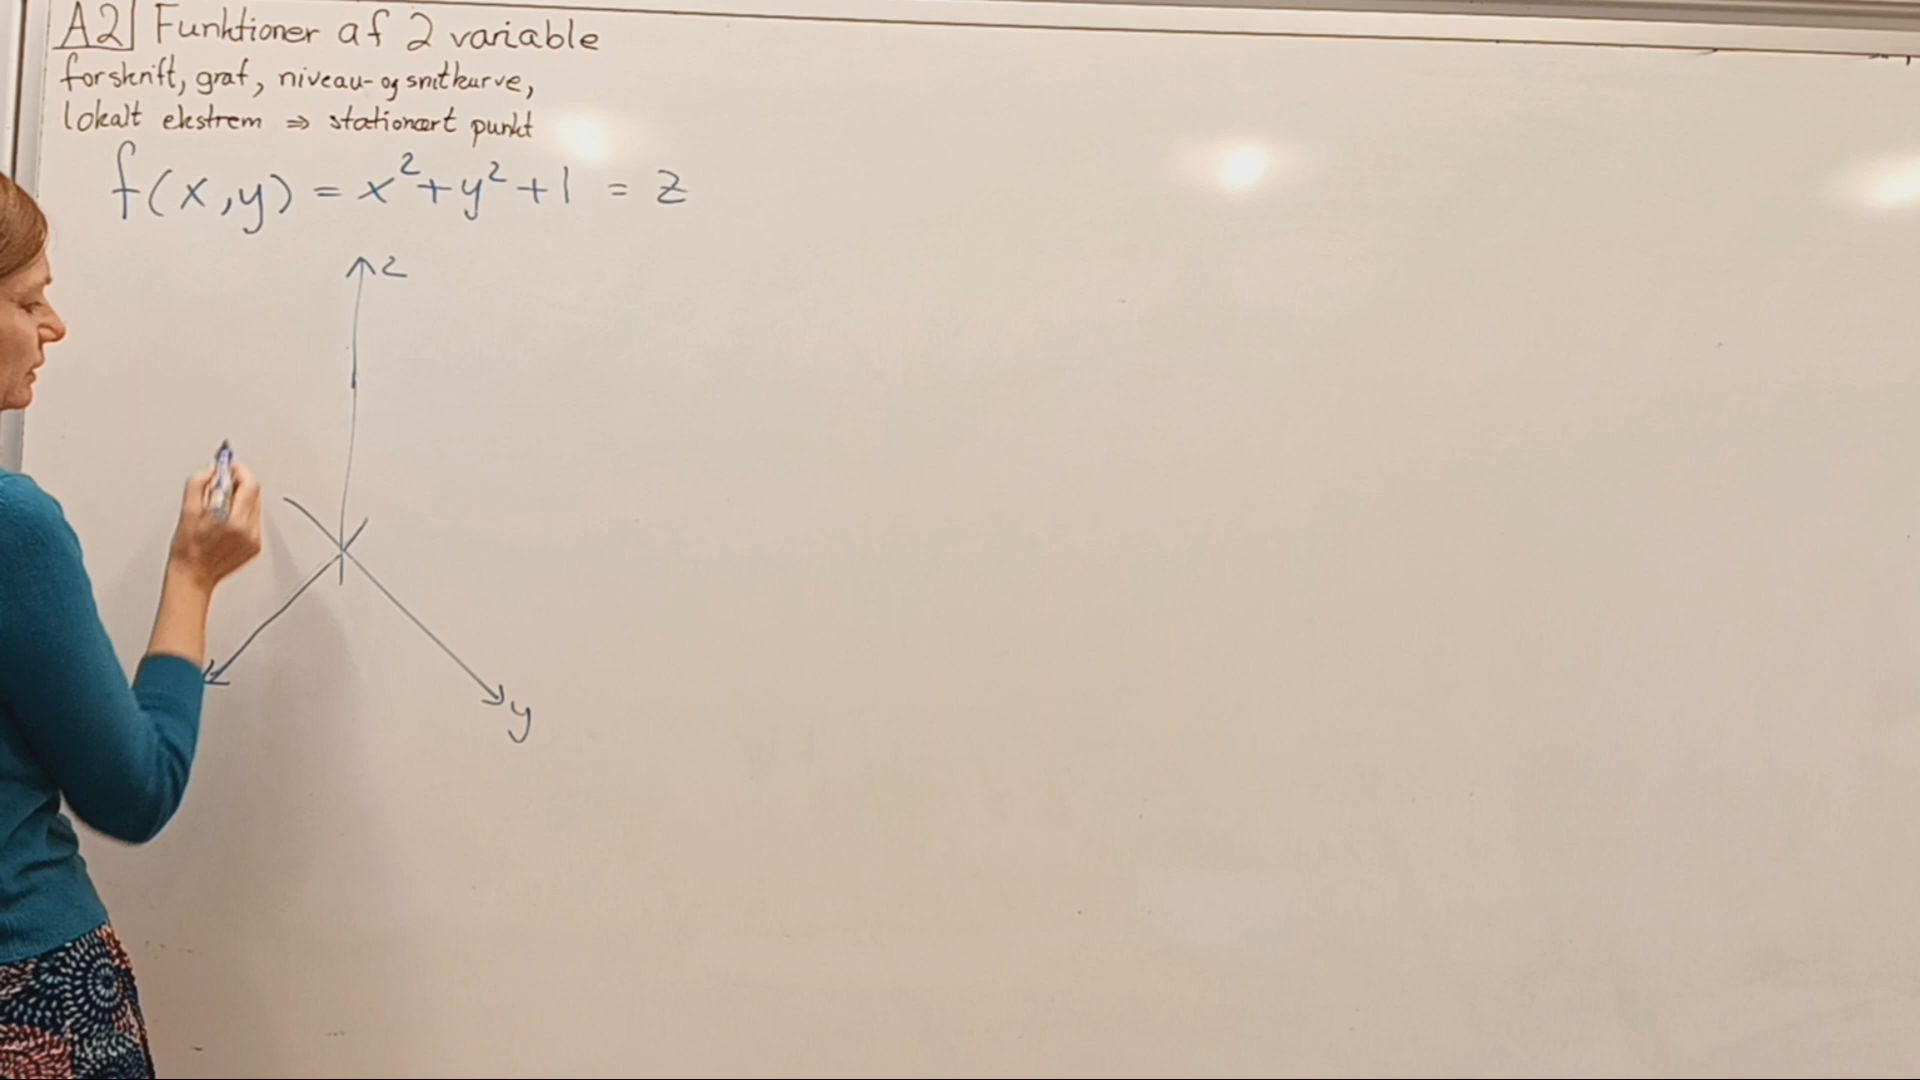 A2 Funktioner af 2 variable
forskrift, graf, niveau- og snitkurve,
lokalt ekstrem ⇒ stationært punkt
f(x,y) = x²+y²+1 = z
z
y